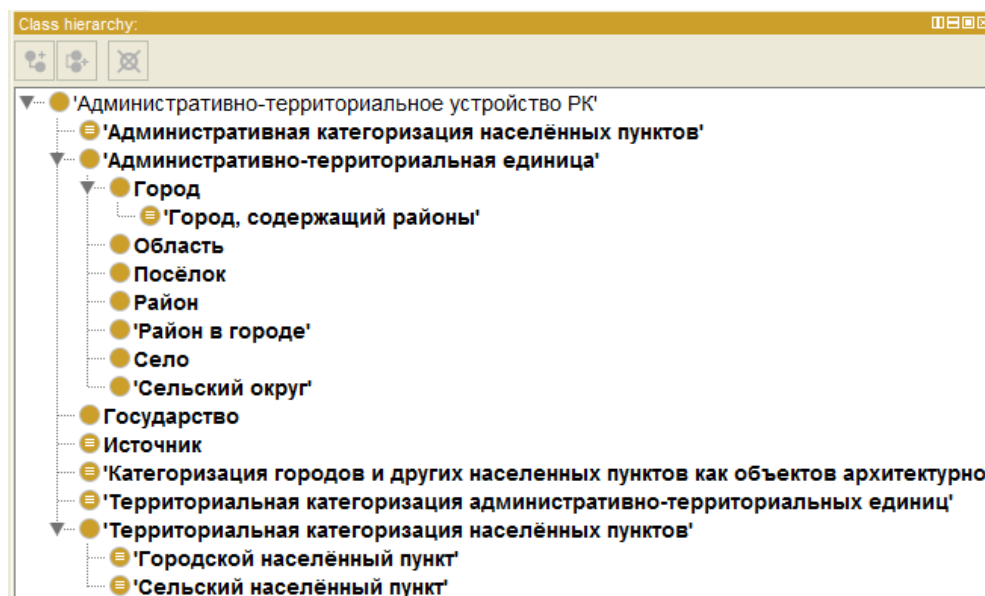 Class hierarchy:
'Административно-территориальное устройство РК'
'Административная категоризация населённых пунктов'
'Административно-территориальная единица'
Город
'Город, содержащий районы'
Область
Посёлок
Район
'Район в городе'
Село
'Сельский округ'
Государство
Источник
'Категоризация городов и других населенных пунктов как объектов архитектурно
'Территориальная категоризация административно-территориальных единиц'
'Территориальная категоризация населённых пунктов'
'Городской населённый пункт'
'Сельский населённый пункт'